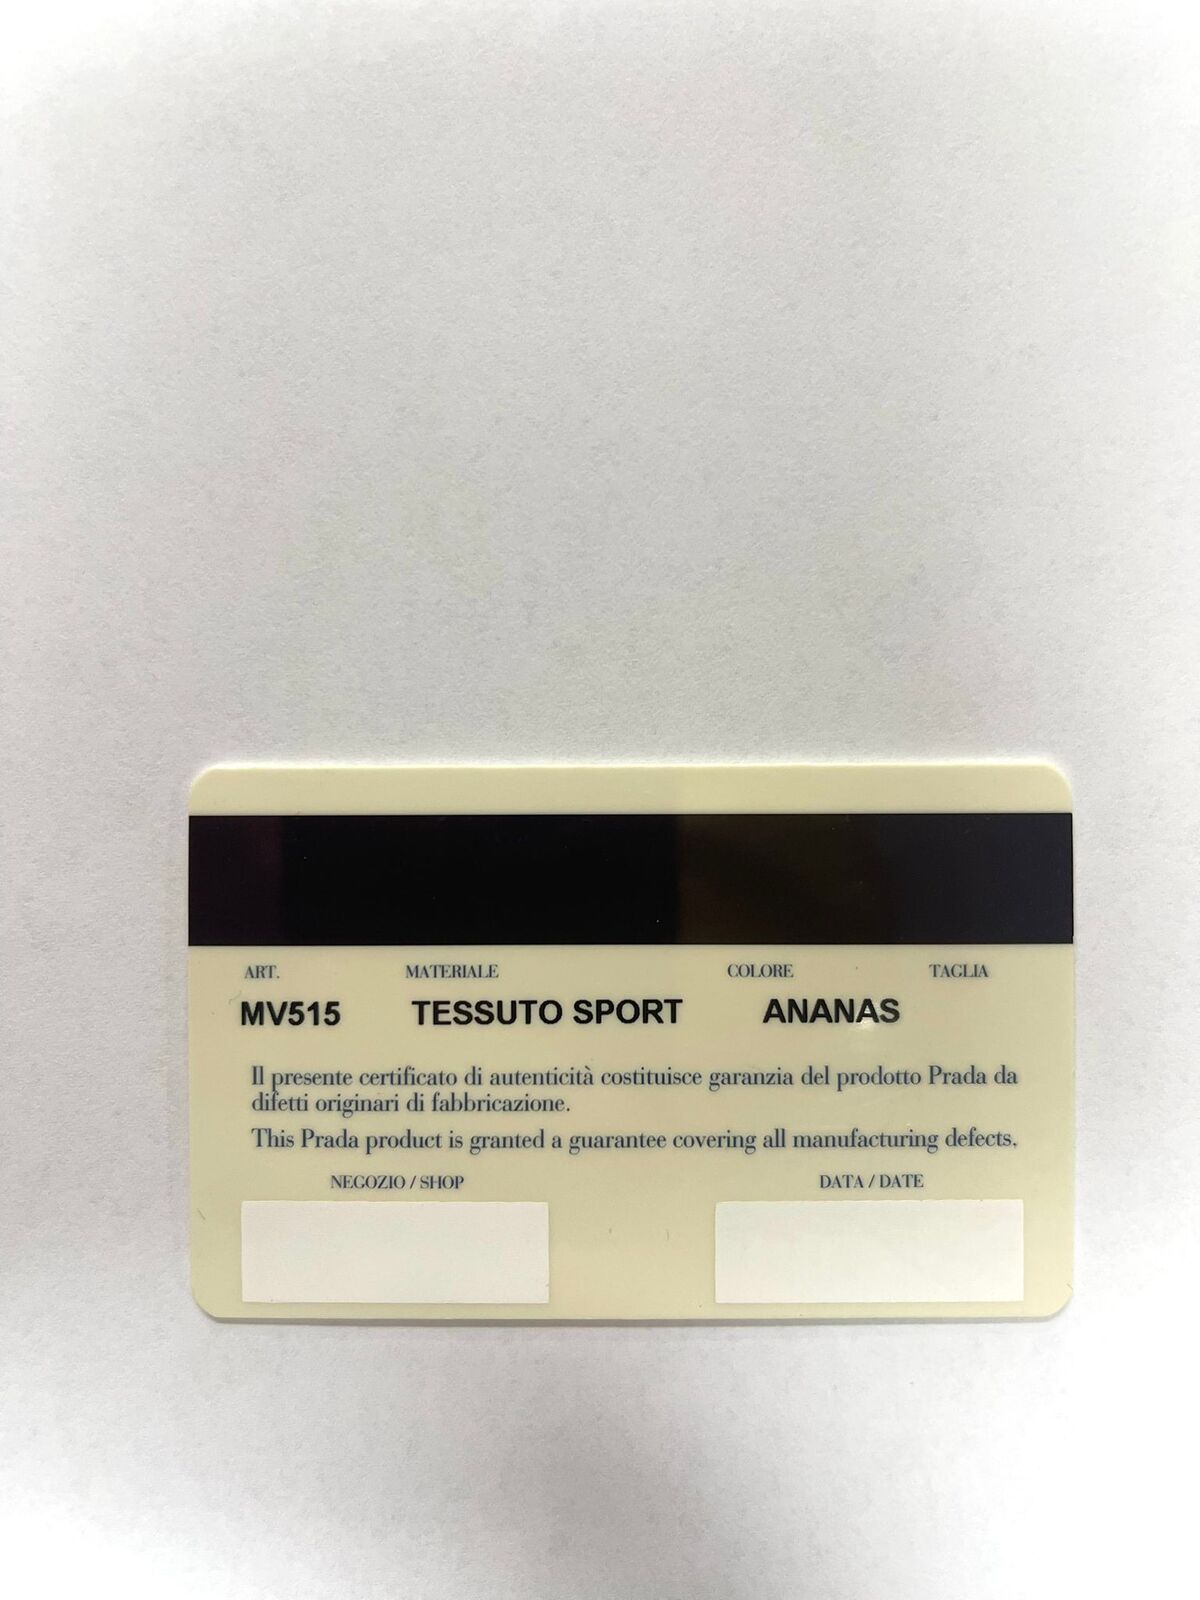 ART. MATERIALE COLORE TAGLIA
MV515 TESSUTO SPORT ANANAS
Il presente certificato di autenticità costituisce garanzia del prodotto Prada da
difetti originari di fabbricazione.
This Prada product is granted a guarantee covering all manufacturing defects.
NEGOZIO / SHOP DATA / DATE